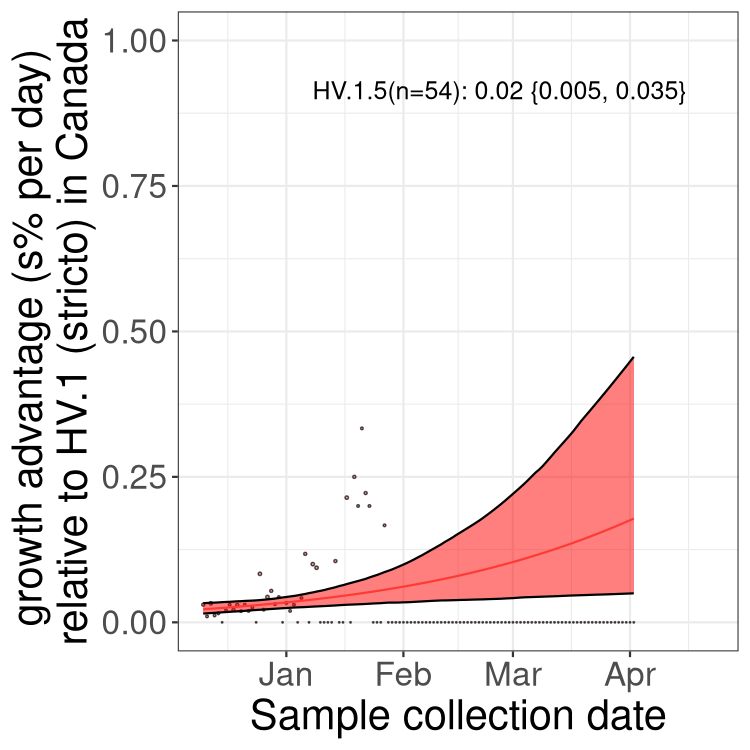 growth advantage (s% per day)
relative to HV.1 (stricto) in Canada
1.00
0.75
0.50
0.25
0.00
HV.1.5(n=54): 0.02 {0.005, 0.035}
Jan Feb Mar Apr
Sample collection date